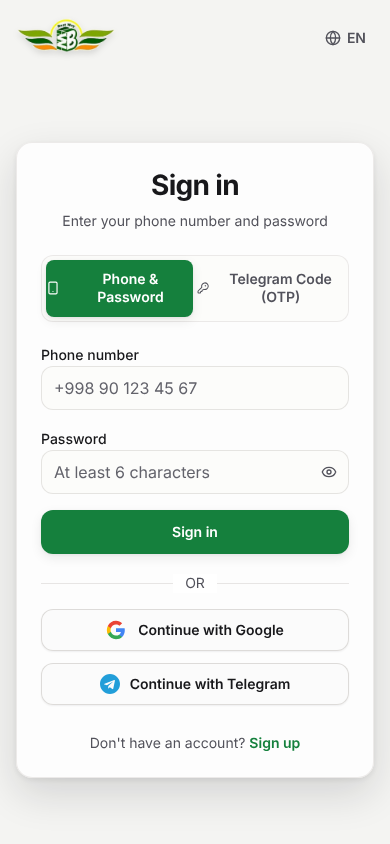 EN
Sign in
Enter your phone number and password
Phone &
Password
Telegram Code
(OTP)
Phone number
+998 90 123 45 67
Password
At least 6 characters
Sign in
OR
Continue with Google
Continue with Telegram
Don't have an account? Sign up